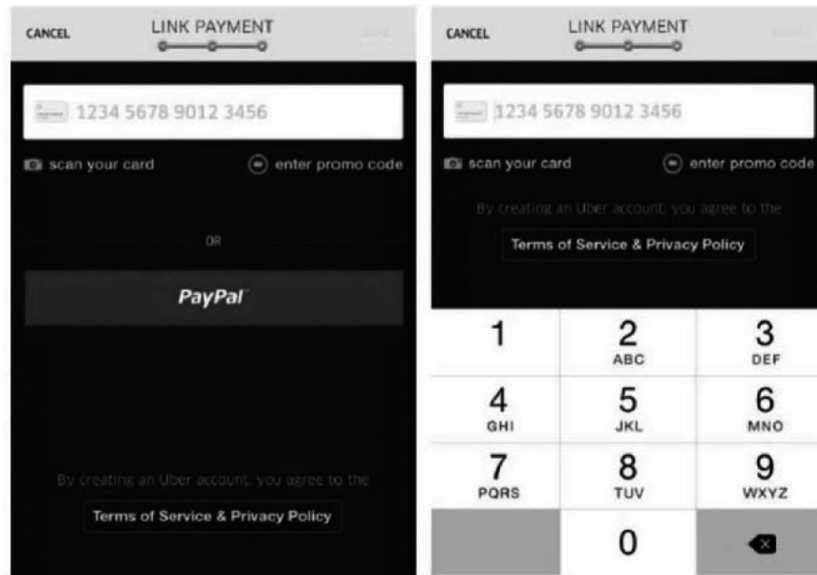 CANCEL
LINK PAYMENT
1234 5678 9012 3456
scan your card
enter promo code
OR
PayPal
By creating an Uber account, you agree to the
Terms of Service & Privacy Policy
CANCEL
LINK PAYMENT
1234 5678 9012 3456
scan your card
enter promo code
By creating an Uber account, you agree to the
Terms of Service & Privacy Policy
1
2
ABC
3
DEF
4
GHI
5
JKL
6
MNO
7
PQRS
8
TUV
9
WXYZ
0